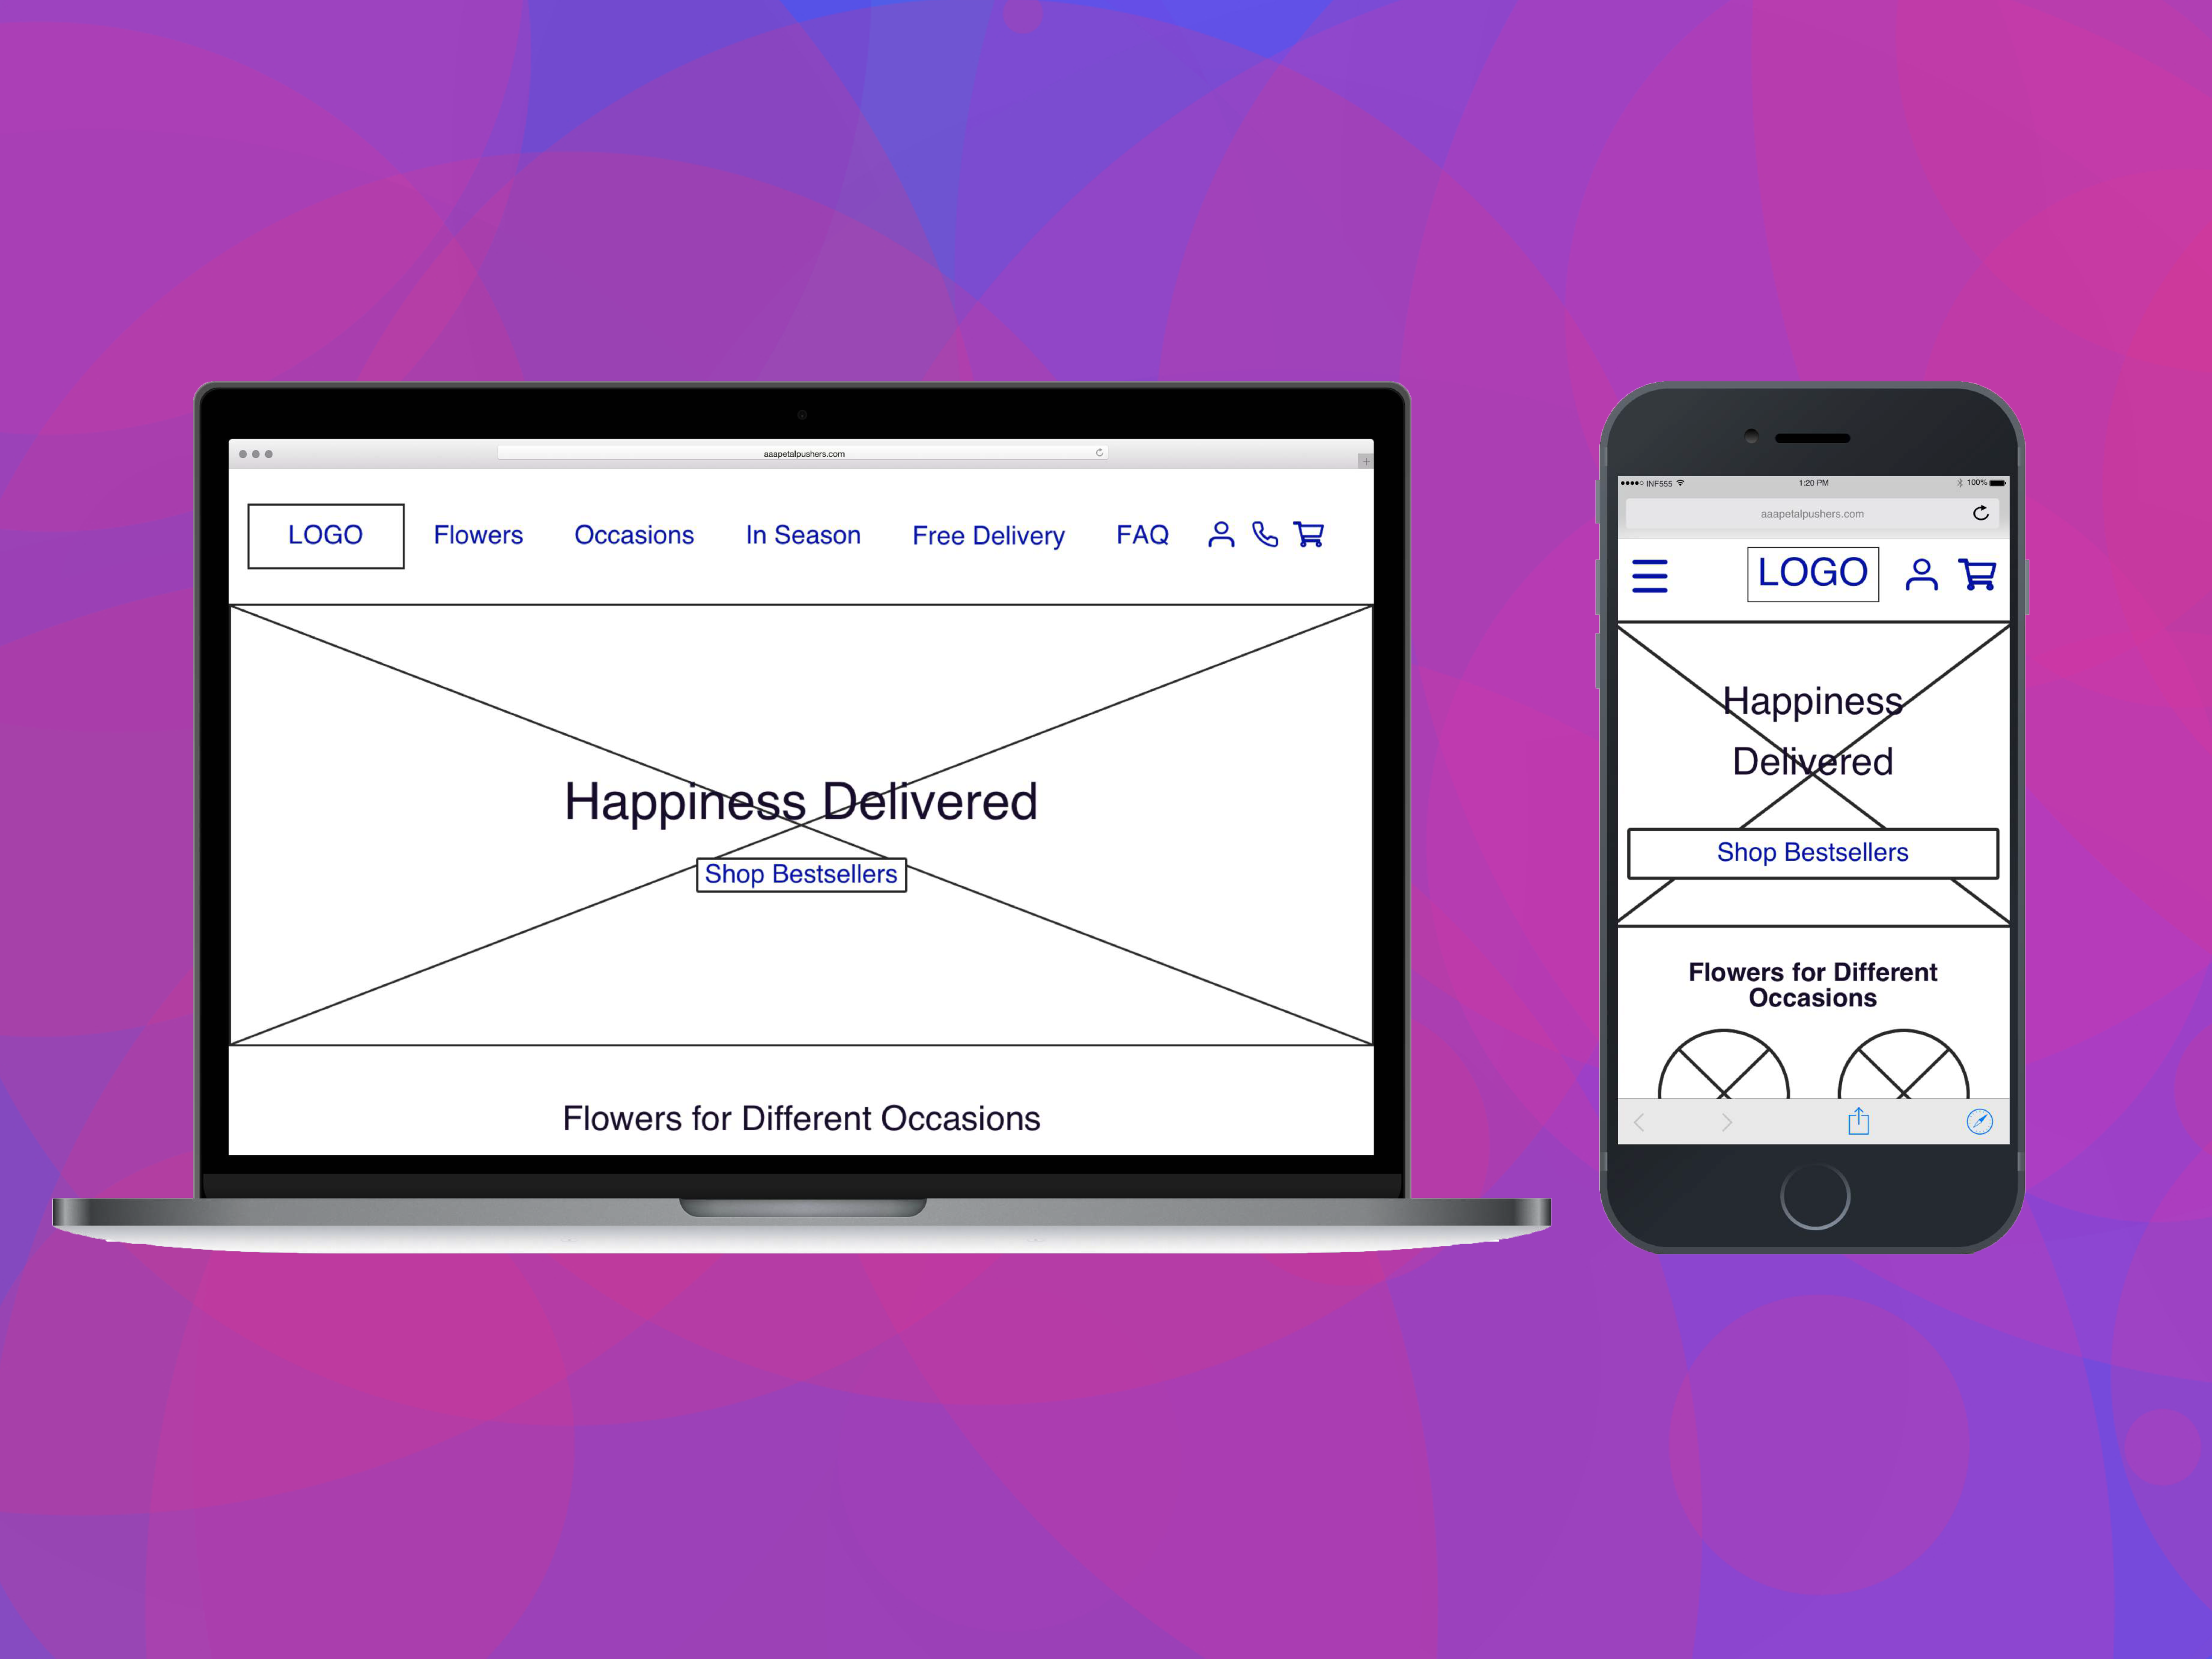 aaapetalpushers.com
LOGO Flowers Occasions In Season Free Delivery FAQ
Happiness Delivered
Shop Bestsellers
Flowers for Different Occasions
INF555 1:20 PM 100%
aaapetalpushers.com
LOGO
Happiness
Delivered
Shop Bestsellers
Flowers for Different
Occasions